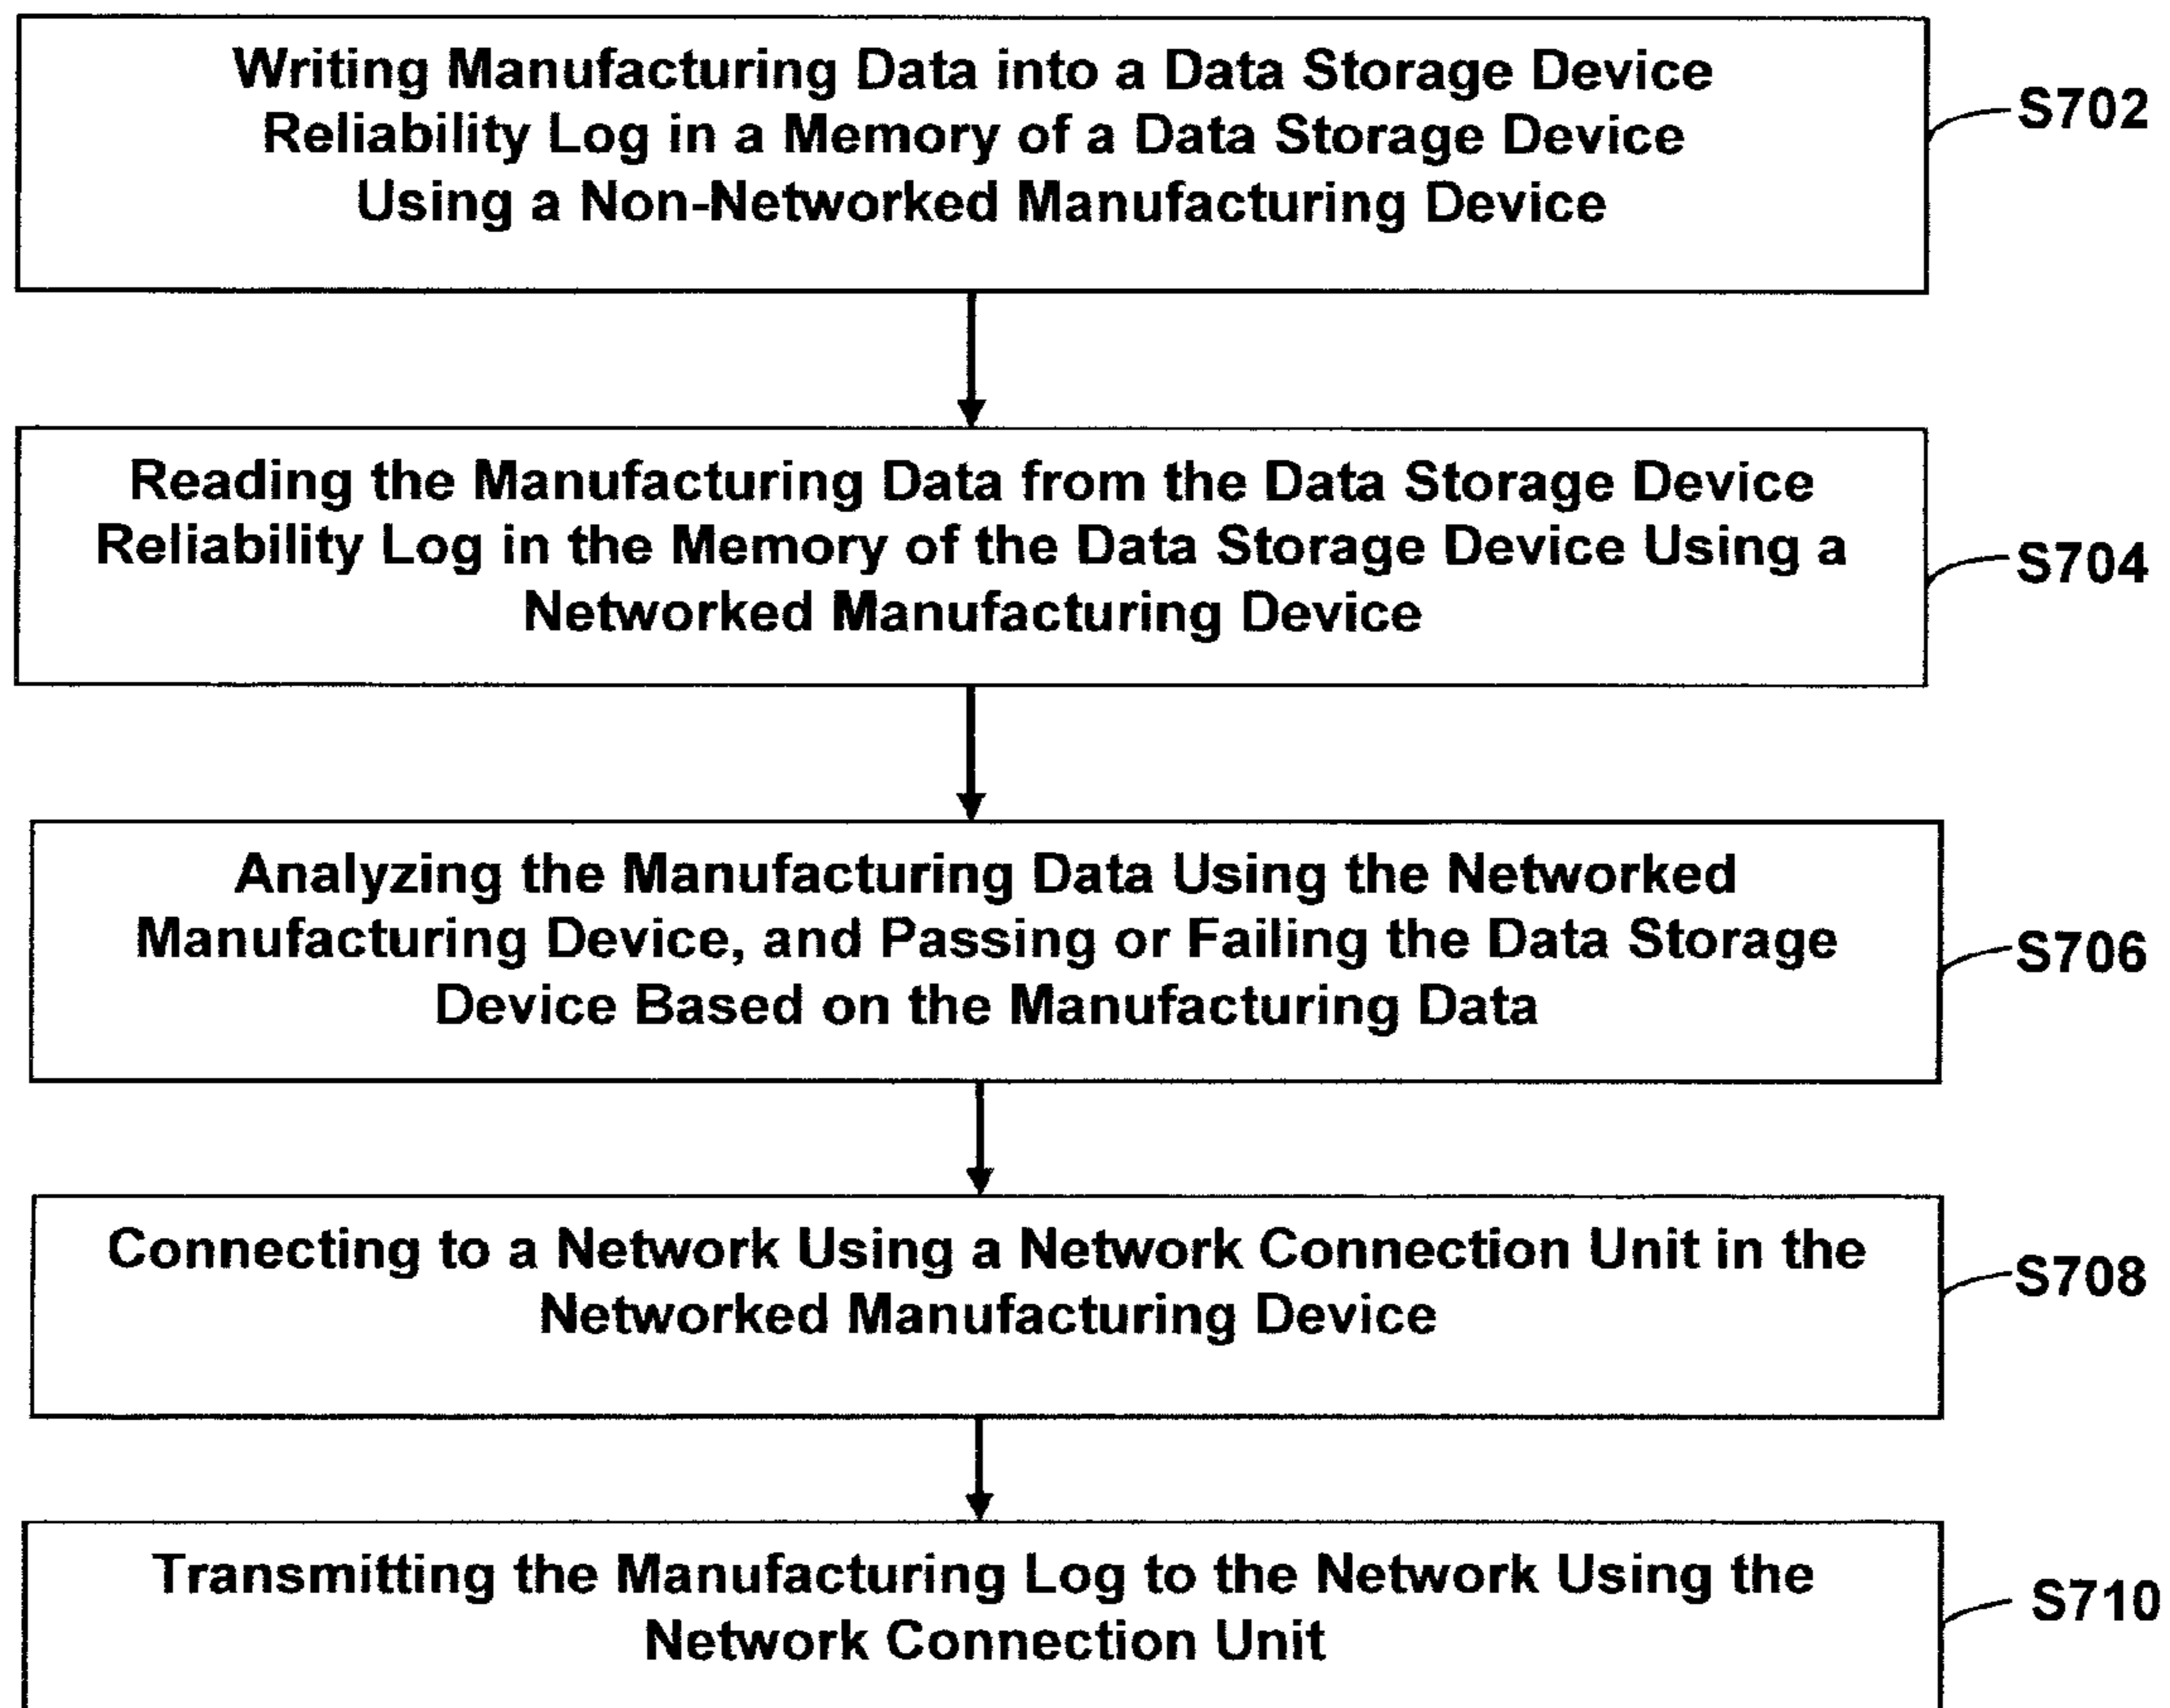 Writing Manufacturing Data into a Data Storage Device
Reliability Log in a Memory of a Data Storage Device
Using a Non-Networked Manufacturing Device
S702
Reading the Manufacturing Data from the Data Storage Device
Reliability Log in the Memory of the Data Storage Device Using a
Networked Manufacturing Device
S704
Analyzing the Manufacturing Data Using the Networked
Manufacturing Device, and Passing or Failing the Data Storage
Device Based on the Manufacturing Data
S706
Connecting to a Network Using a Network Connection Unit in the
Networked Manufacturing Device
S708
Transmitting the Manufacturing Log to the Network Using the
Network Connection Unit
S710